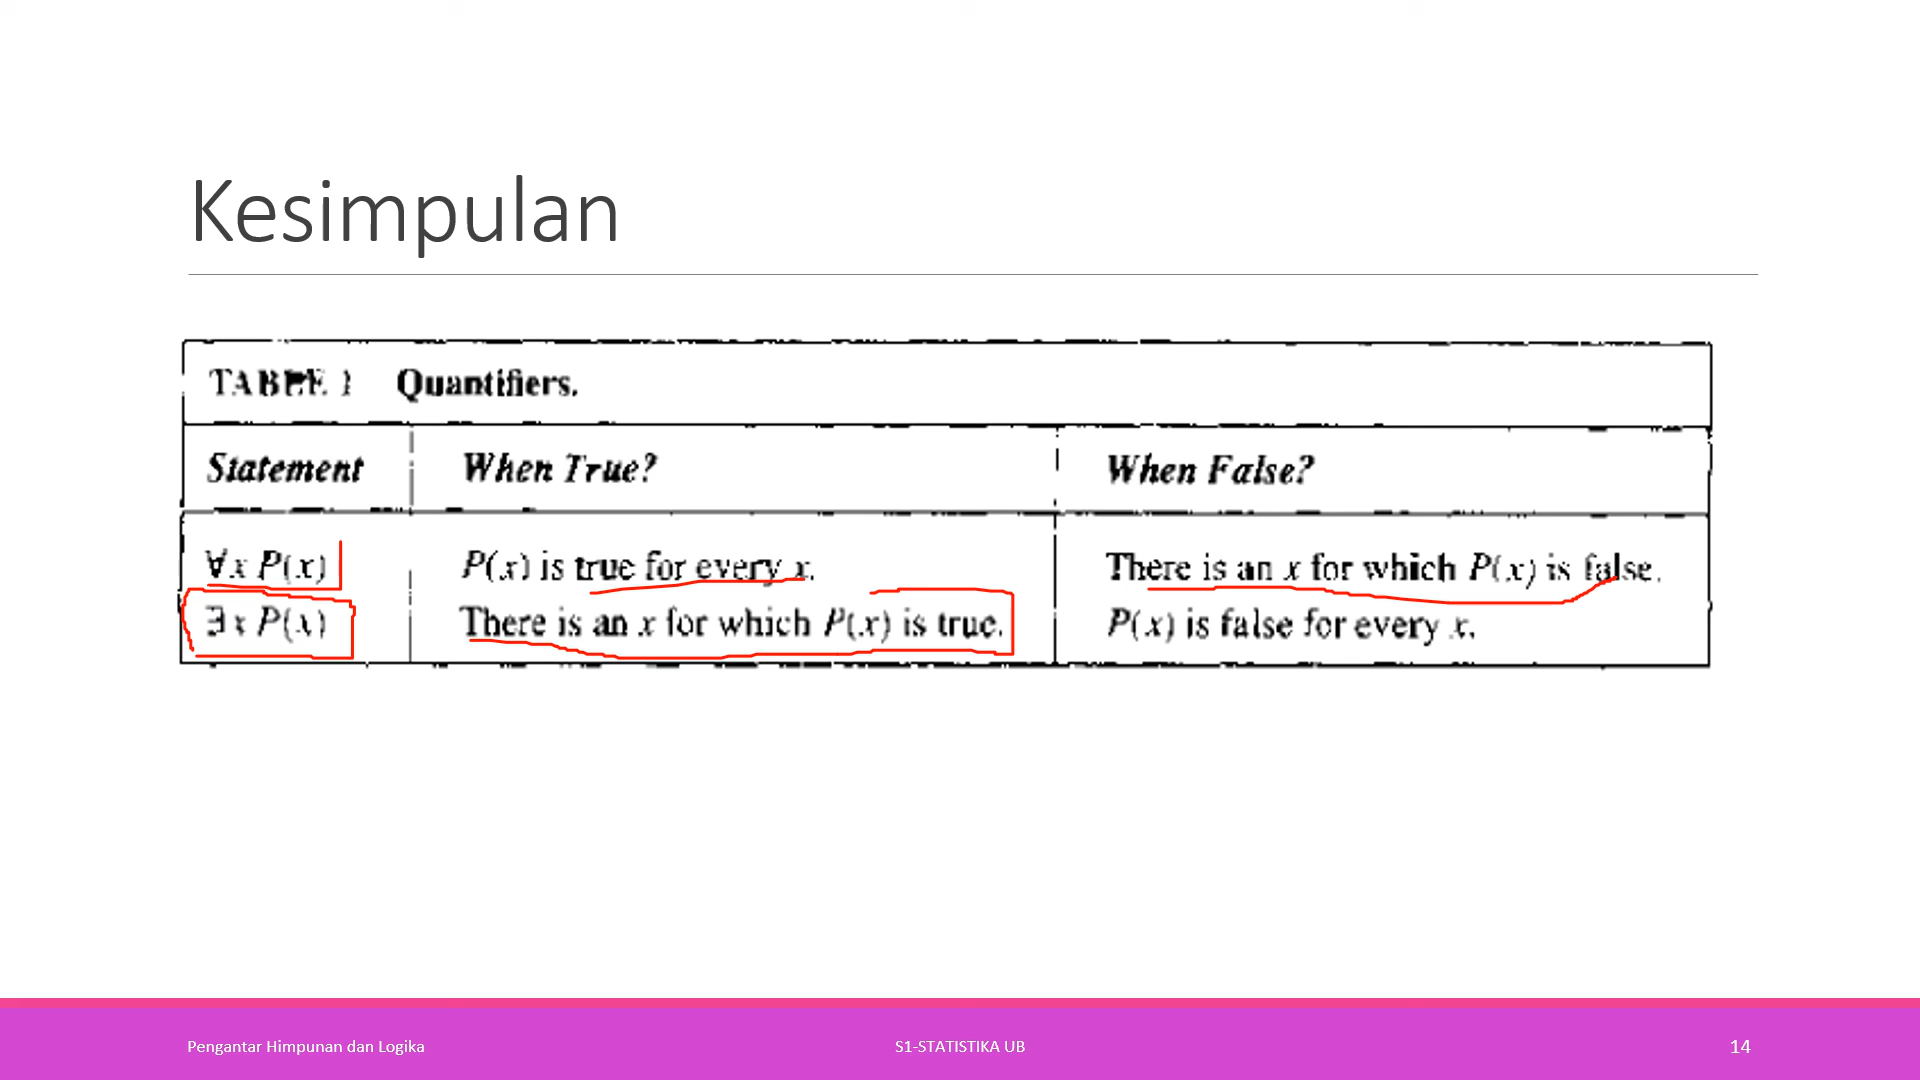 Kesimpulan
TABLE 1 Quantifiers.
Statement When True? When False?
∀x P(x) P(x) is true for every x. There is an x for which P(x) is false.
∃x P(x) There is an x for which P(x) is true. P(x) is false for every x.
Pengantar Himpunan dan Logika S1-STATISTIKA UB 14